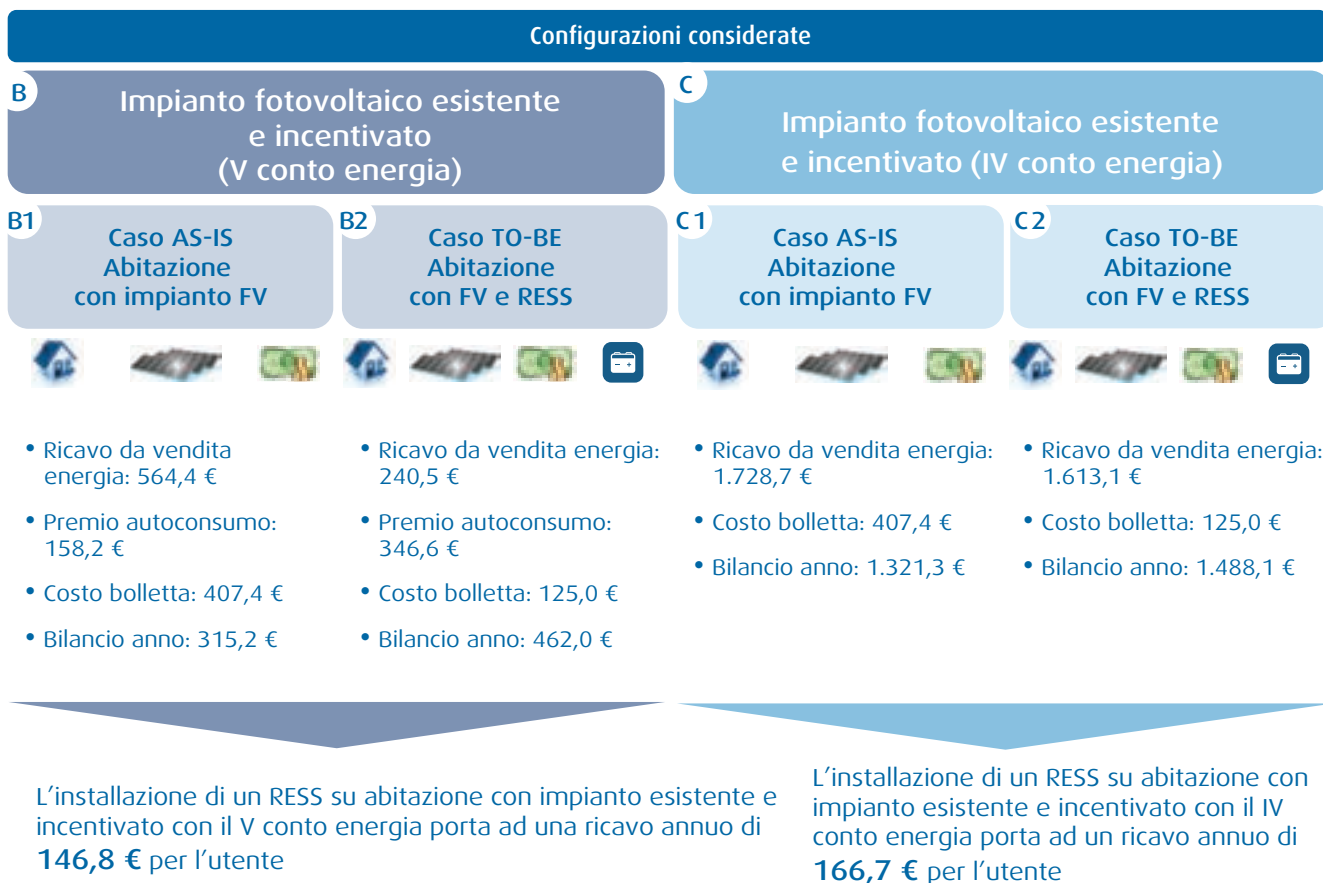 Configurazioni considerate
B
Impianto fotovoltaico esistente
e incentivato
(V conto energia)
C
Impianto fotovoltaico esistente
e incentivato (IV conto energia)
B1
Caso AS-IS
Abitazione
con impianto FV
B2
Caso TO-BE
Abitazione
con FV e RESS
C1
Caso AS-IS
Abitazione
con impianto FV
C2
Caso TO-BE
Abitazione
con FV e RESS
• Ricavo da vendita
energia: 564,4 €
• Premio autoconsumo:
158,2 €
• Costo bolletta: 407,4 €
• Bilancio anno: 315,2 €
• Ricavo da vendita energia:
240,5 €
• Premio autoconsumo:
346,6 €
• Costo bolletta: 125,0 €
• Bilancio anno: 462,0 €
• Ricavo da vendita energia:
1.728,7 €
• Costo bolletta: 407,4 €
• Bilancio anno: 1.321,3 €
• Ricavo da vendita energia:
1.613,1 €
• Costo bolletta: 125,0 €
• Bilancio anno: 1.488,1 €
L'installazione di un RESS su abitazione con impianto esistente e
incentivato con il V conto energia porta ad una ricavo annuo di
146,8 € per l'utente
L'installazione di un RESS su abitazione con
impianto esistente e incentivato con il IV
conto energia porta ad un ricavo annuo di
166,7 € per l'utente